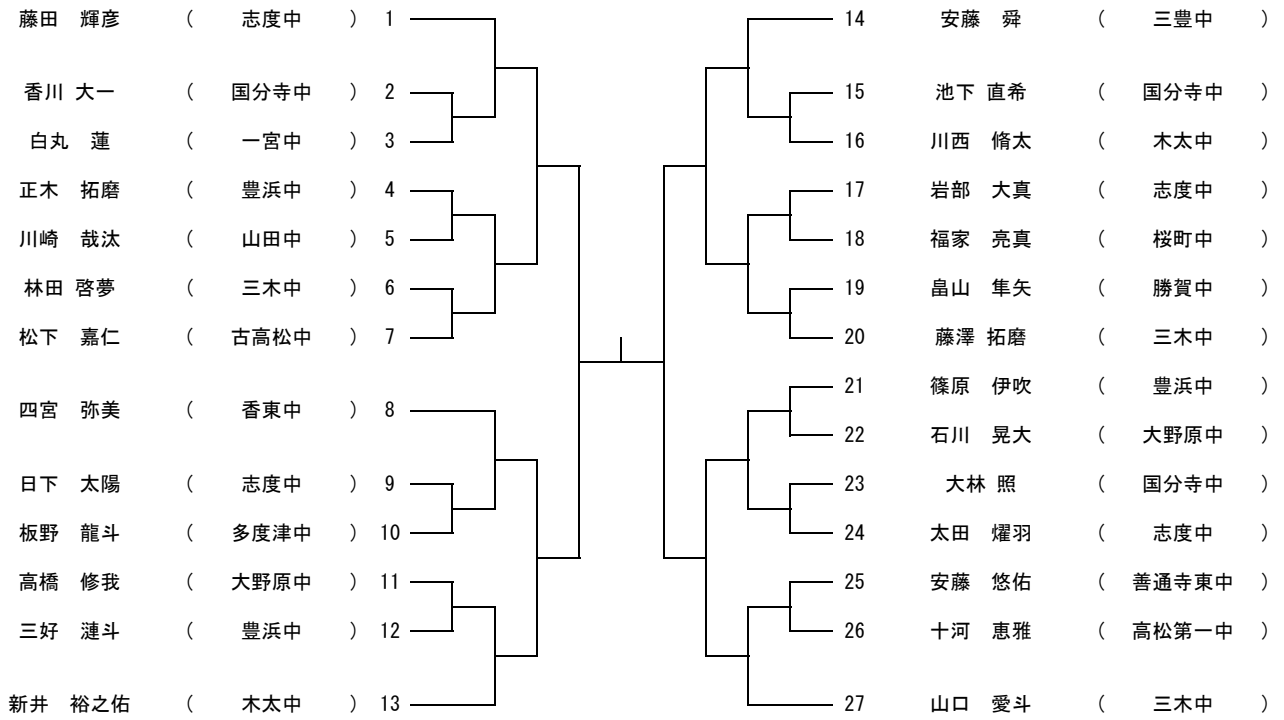 藤田　輝彦 （ 志度中 ） 1
香川 大一 （ 国分寺中 ） 2
白丸　蓮 （ 一宮中 ） 3
正木　拓磨 （ 豊浜中 ） 4
川崎　哉汰 （ 山田中 ） 5
林田 啓夢 （ 三木中 ） 6
松下　嘉仁 （ 古高松中 ） 7
四宮　弥美 （ 香東中 ） 8
日下　太陽 （ 志度中 ） 9
板野　龍斗 （ 多度津中 ） 10
高橋　修我 （ 大野原中 ） 11
三好　漣斗 （ 豊浜中 ） 12
新井　裕之佑 （ 木太中 ） 13
14 安藤　舜 （ 三豊中 ）
15 池下 直希 （ 国分寺中 ）
16 川西　脩太 （ 木太中 ）
17 岩部　大真 （ 志度中 ）
18 福家　亮真 （ 桜町中 ）
19 畠山　隼矢 （ 勝賀中 ）
20 藤澤 拓磨 （ 三木中 ）
21 篠原　伊吹 （ 豊浜中 ）
22 石川　晃大 （ 大野原中 ）
23 大林 照 （ 国分寺中 ）
24 太田　燿羽 （ 志度中 ）
25 安藤　悠佑 （ 善通寺東中 ）
26 十河　恵雅 （ 高松第一中 ）
27 山口　愛斗 （ 三木中 ）